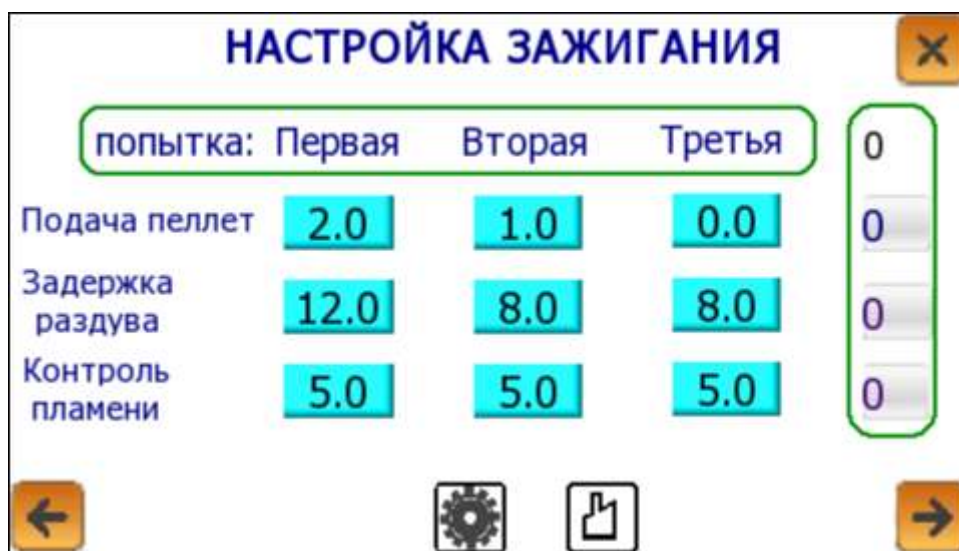 НАСТРОЙКА ЗАЖИГАНИЯ
попытка: Первая Вторая Третья 0
Подача пеллет 2.0 1.0 0.0 0
Задержка
раздува 12.0 8.0 8.0 0
Контроль
пламени 5.0 5.0 5.0 0